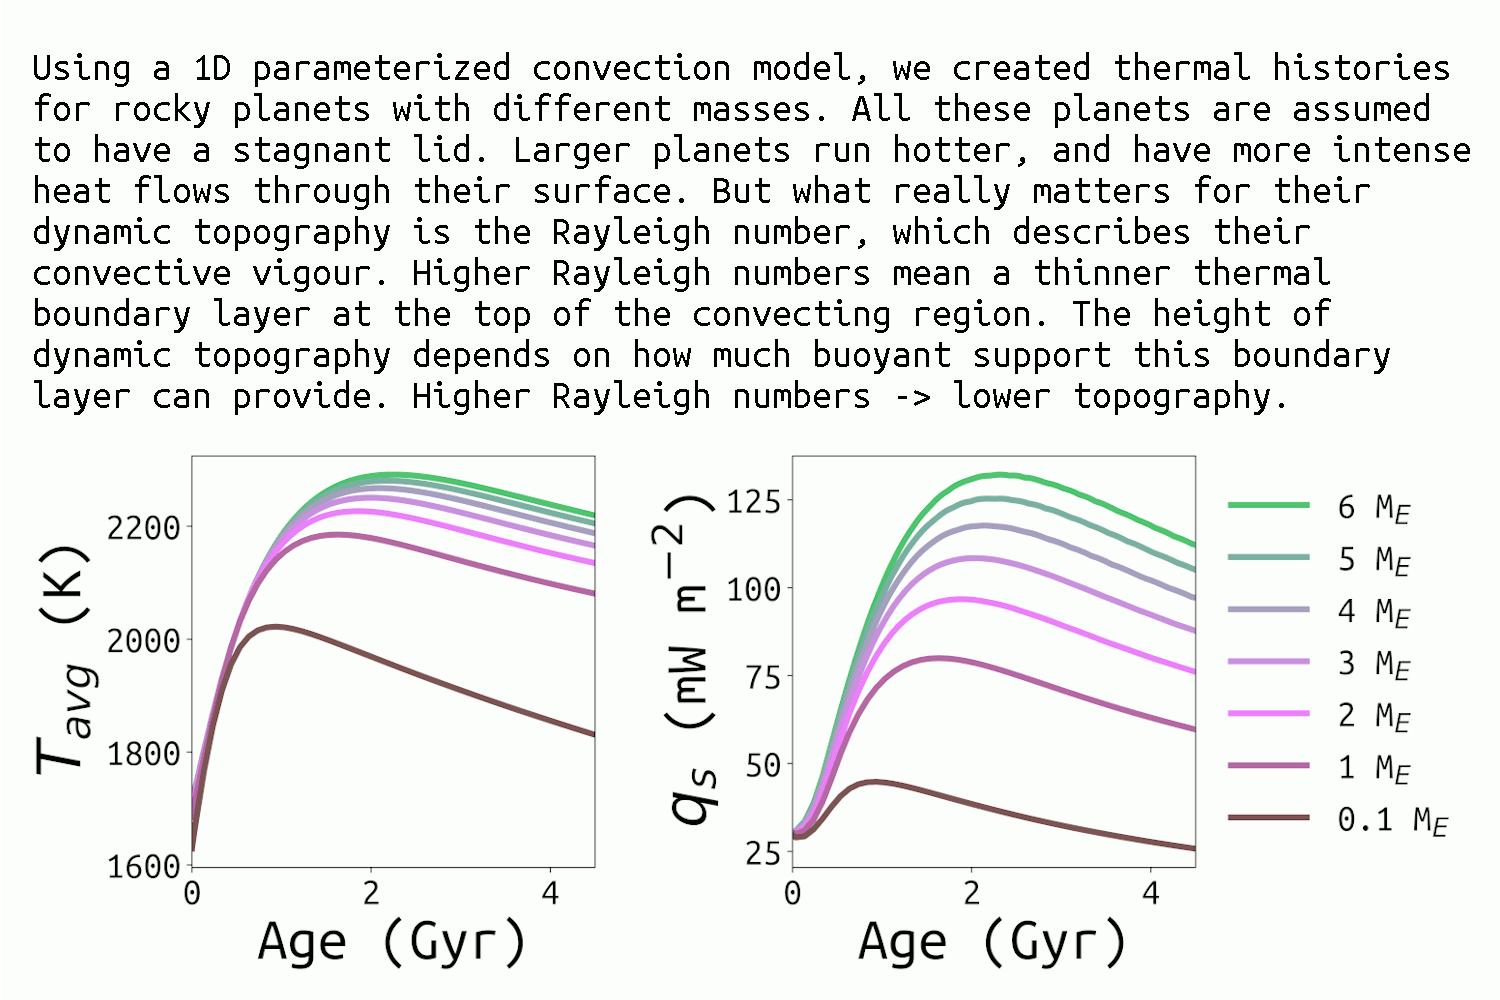 Using a 1D parameterized convection model, we created thermal histories
for rocky planets with different masses. All these planets are assumed
to have a stagnant lid. Larger planets run hotter, and have more intense
heat flows through their surface. But what really matters for their
dynamic topography is the Rayleigh number, which describes their
convective vigour. Higher Rayleigh numbers mean a thinner thermal
boundary layer at the top of the convecting region. The height of
dynamic topography depends on how much buoyant support this boundary
layer can provide. Higher Rayleigh numbers -> lower topography.
T_avg (K)
2200
2000
1800
1600
0 2 4
Age (Gyr)
q_s (mW m^−2)
125
100
75
50
25
0 2 4
Age (Gyr)
6 M_E
5 M_E
4 M_E
3 M_E
2 M_E
1 M_E
0.1 M_E